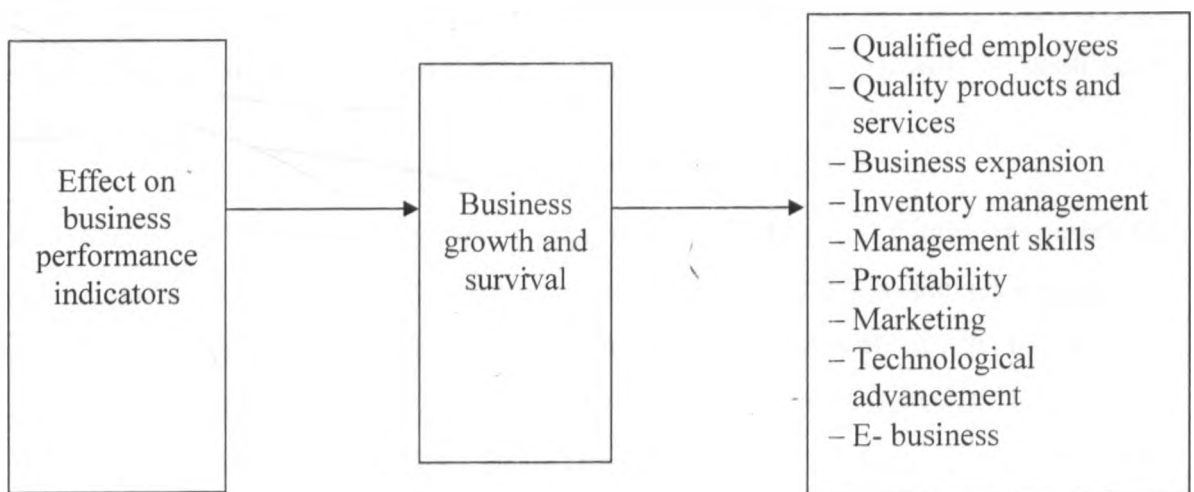 Effect on
business
performance
indicators
Business
growth and
survival
– Qualified employees
– Quality products and
services
– Business expansion
– Inventory management
– Management skills
– Profitability
– Marketing
– Technological
advancement
– E- business